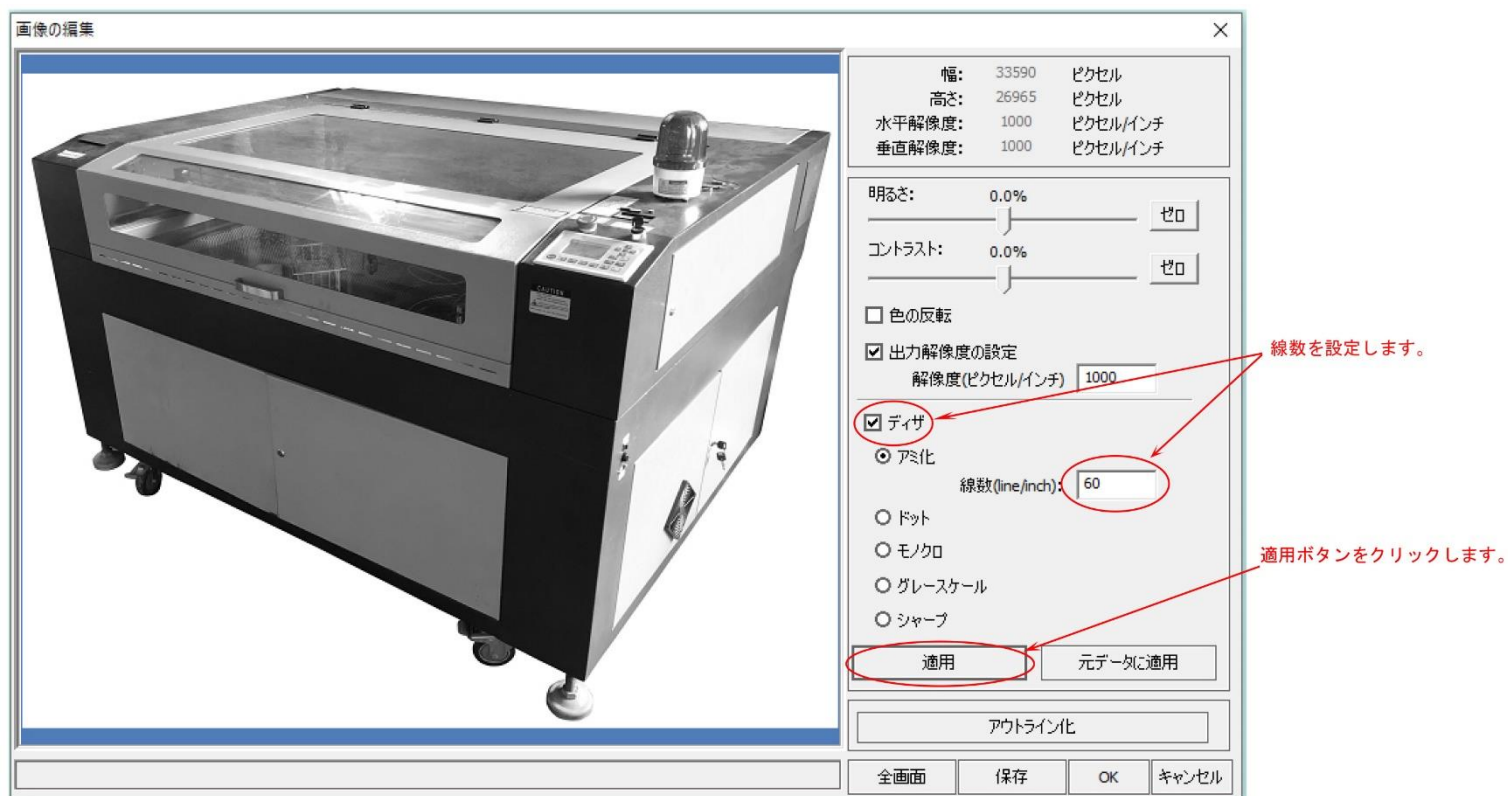 画像の編集
幅: 33590 ピクセル
高さ: 26965 ピクセル
水平解像度: 1000 ピクセル/インチ
垂直解像度: 1000 ピクセル/インチ
明るさ: 0.0%
ゼロ
コントラスト: 0.0%
ゼロ
色の反転
出力解像度の設定
解像度(ピクセル/インチ) 1000
線数を設定します。
ディザ
アミ化
線数(line/inch): 60
ドット
モノクロ
グレースケール
シャープ
適用ボタンをクリックします。
適用 元データに適用
アウトライン化
全画面 保存 OK キャンセル
CAUTION